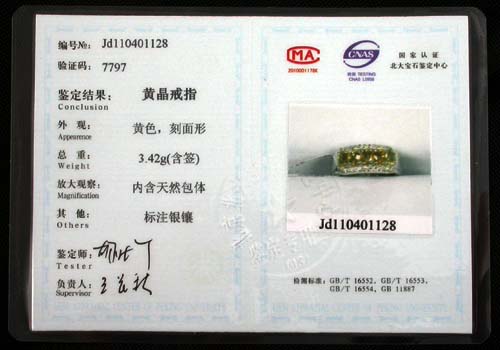 编号№: Jd110401128
验证码: 7797
鉴定结果: 黄晶戒指
Conclusion
外 观: 黄色，刻面形
Appearence
总 重: 3.42g(含签)
Weight
放大观察: 内含天然包体
Magnification
其 他: 标注银镶
Others
鉴定师:
Tester
负责人:
Supervisor
CMA
2010001178K
CNAS
TESTING
国家认证
北大宝石鉴定中心
Jd110401128
检测标准: GB/T 16552, GB/T 16553,
GB/T 16554, GB 11887